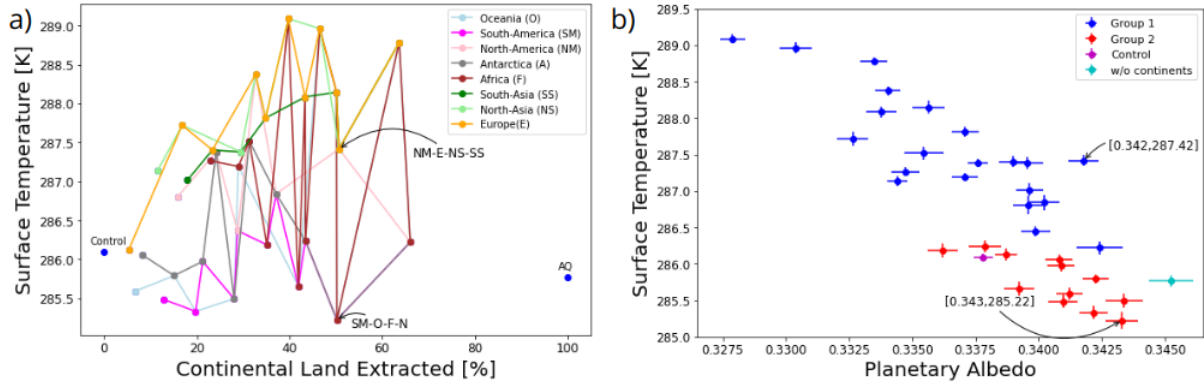 a)
289.0
288.5
288.0
287.5
287.0
286.5
286.0
285.5
Surface Temperature [K]
0
20
40
60
80
100
Continental Land Extracted [%]
Oceania (O)
South-America (SM)
North-America (NM)
Antarctica (A)
Africa (F)
South-Asia (SS)
North-Asia (NS)
Europe(E)
NM-E-NS-SS
Control
AQ
SM-O-F-N
b)
289.5
289.0
288.5
288.0
287.5
287.0
286.5
286.0
285.5
285.0
Surface Temperature [K]
0.3275
0.3300
0.3325
0.3350
0.3375
0.3400
0.3425
0.3450
Planetary Albedo
Group 1
Group 2
Control
w/o continents
[0.342,287.42]
[0.343,285.22]